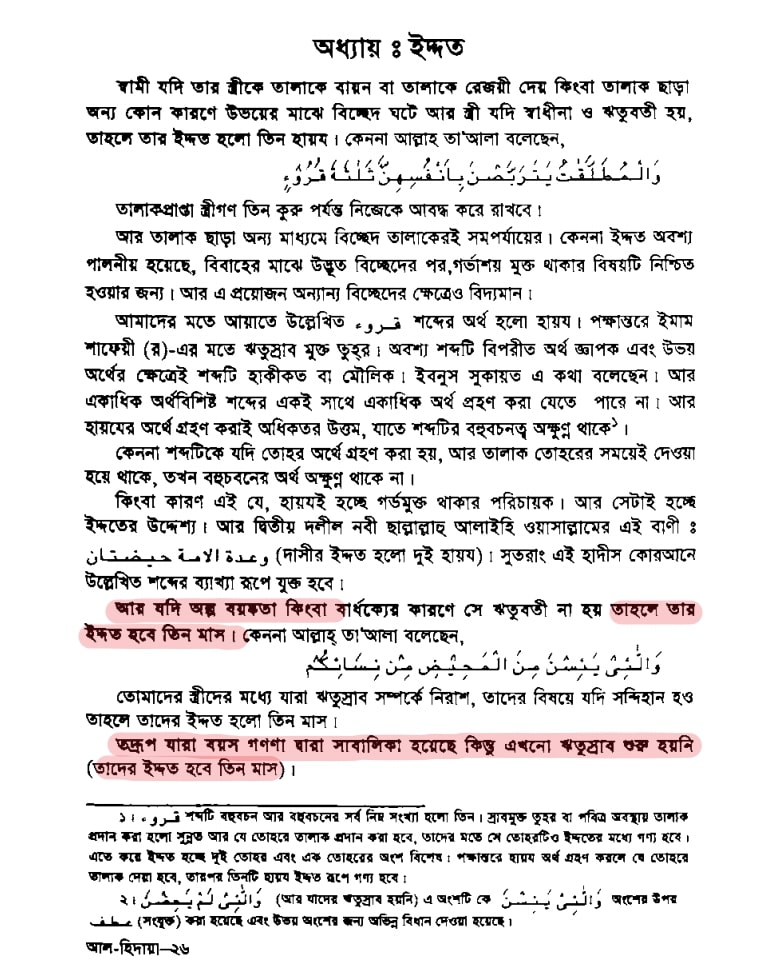 অধ্যায় ঃ ইদ্দত
স্বামী যদি তার স্ত্রীকে তালাকে বায়ন বা তালাকে রেজয়ী দেয় কিংবা তালাক ছাড়া
অন্য কোন কারণে উভয়ের মাঝে বিচ্ছেদ ঘটে আর স্ত্রী যদি স্বাধীনা ও ঋতুবতী হয়,
তাহলে তার ইদ্দত হলো তিন হায়য। কেননা আল্লাহ তা'আলা বলেছেন,
وَالْمُطَلَّقٰتُ يَتَرَبَّصْنَ بِاَنْفُسِهِنَّ ثَلٰثَةَ قُرُوْءٍ
তালাকপ্রাপ্তা স্ত্রীগণ তিন কুরু পর্যন্ত নিজেকে আবদ্ধ করে রাখবে।
আর তালাক ছাড়া অন্য মাধ্যমে বিচ্ছেদ তালাকেরই সমপর্যায়ের। কেননা ইদ্দত অবশ্য
পালনীয় হয়েছে, বিবাহের মাঝে উদ্ভূত বিচ্ছেদের পর,গর্ভাশয় মুক্ত থাকার বিষয়টি নিশ্চিত
হওয়ার জন্য। আর এ প্রয়োজন অন্যান্য বিচ্ছেদের ক্ষেত্রেও বিদ্যমান।
আমাদের মতে আয়াতে উল্লেখিত قروء শব্দের অর্থ হলো হায়য। পক্ষান্তরে ইমাম
শাফেয়ী (র)-এর মতে ঋতুস্রাব মুক্ত তুহর। অবশ্য শব্দটি বিপরীত অর্থ জ্ঞাপক এবং উভয়
অর্থের ক্ষেত্রেই শব্দটি হাকীকত বা মৌলিক। ইবনুস সুকায়ত এ কথা বলেছেন। আর
একাধিক অর্থবিশিষ্ট শব্দের একই সাথে একাধিক অর্থ গ্রহণ করা যেতে পারে না। আর
হায়যের অর্থে গ্রহণ করাই অধিকতর উত্তম, যাতে শব্দটির বহুবচনত্ব অক্ষুণ্ন থাকে১।
কেননা শব্দটিকে যদি তোহর অর্থে গ্রহণ করা হয়, আর তালাক তোহরের সময়েই দেওয়া
হয়ে থাকে, তখন বহুবচনের অর্থ অক্ষুণ্ন থাকে না।
কিংবা কারণ এই যে, হায়যই হচ্ছে গর্ভমুক্ত থাকার পরিচায়ক। আর সেটাই হচ্ছে
ইদ্দতের উদ্দেশ্য। আর দ্বিতীয় দলীল নবী ছাল্লাল্লাহু আলাইহি ওয়াসাল্লামের এই বাণী ঃ
وعدة الامة حيضتان (দাসীর ইদ্দত হলো দুই হায়য)। সুতরাং এই হাদীস কোরআনে
উল্লেখিত শব্দের ব্যাখ্যা রূপে যুক্ত হবে।
আর যদি অল্প বয়স্কতা কিংবা বার্ধক্যের কারণে সে ঋতুবতী না হয় তাহলে তার
ইদ্দত হবে তিন মাস। কেননা আল্লাহ্ তা'আলা বলেছেন,
وَالّٰئِىْ يَئِسْنَ مِنَ الْمَحِيْضِ مِنْ نِسَائِكُمْ
তোমাদের স্ত্রীদের মধ্যে যারা ঋতুস্রাব সম্পর্কে নিরাশ, তাদের বিষয়ে যদি সন্দিহান হও
তাহলে তাদের ইদ্দত হলো তিন মাস।
তদ্রূপ যারা বয়স গণণা দ্বারা সাবালিকা হয়েছে কিন্তু এখনো ঋতুস্রাব শুরু হয়নি
(তাদের ইদ্দত হবে তিন মাস)।
১। قروء শব্দটি বহুবচন আর বহুবচনের সর্ব নিম্ন সংখ্যা হলো তিন। স্রাবমুক্ত তুহর বা পবিত্র অবস্থায় তালাক
প্রদান করা হলো সুন্নত আর যে তোহরে তালাক প্রদান করা হবে, তাদের মতে সে তোহরটিও ইদ্দতের মধ্যে গণ্য হবে।
এতে করে ইদ্দত হচ্ছে দুই তোহর এবং এক তোহরের অংশ বিশেষ। পক্ষান্তরে হায়য অর্থ গ্রহণ করলে যে তোহরে
তালাক দেয়া হবে, তারপর তিনটি হায়য ইদ্দত রূপে গণ্য হবে।
২। وَالّٰئِىْ لَمْ يَحِضْنَ (আর যাদের ঋতুস্রাব হয়নি) এ অংশটি কে وَالّٰئِىْ يَئِسْنَ অংশের উপর
عطف (সংযুক্ত) করা হয়েছে এবং উভয় অংশের জন্য অভিন্ন বিধান দেওয়া হয়েছে।
আল-হিদায়া—২৬